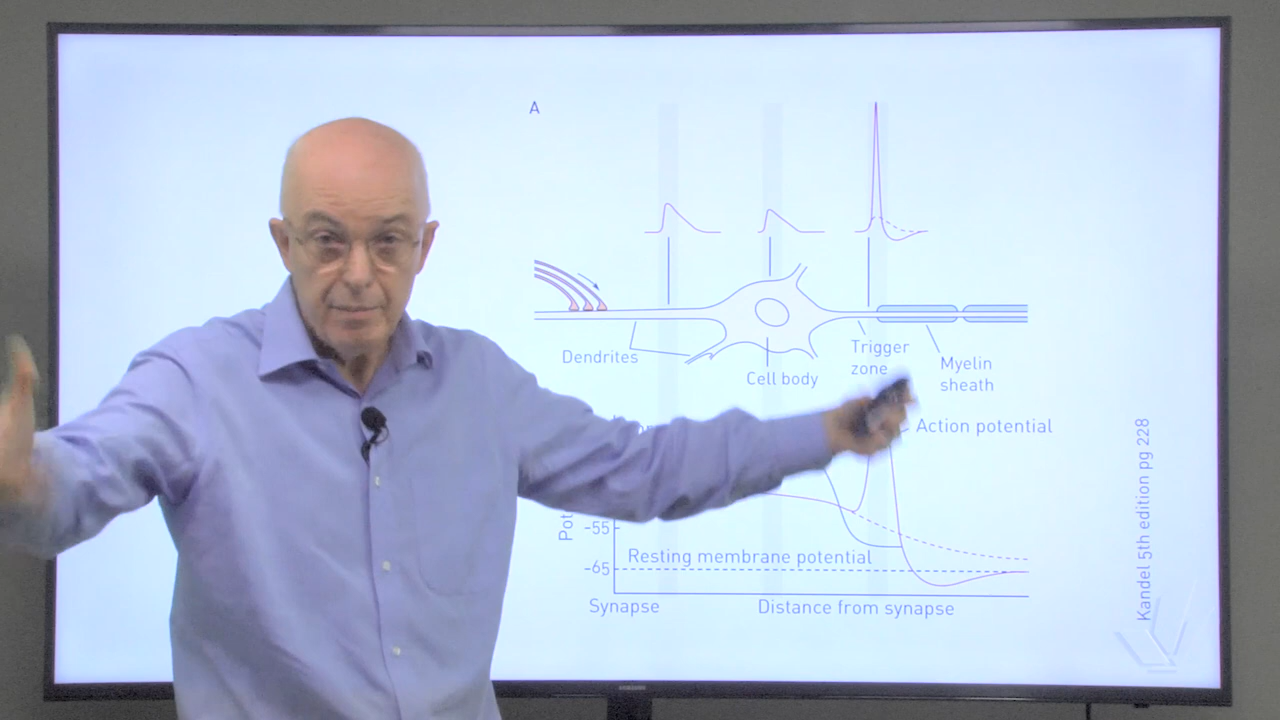 A
Dendrites
Cell body
Trigger
zone
Myelin
sheath
Action potential
-55
Resting membrane potential
-65
Synapse
Distance from synapse
Kandel 5th edition pg 228
SAMSUNG